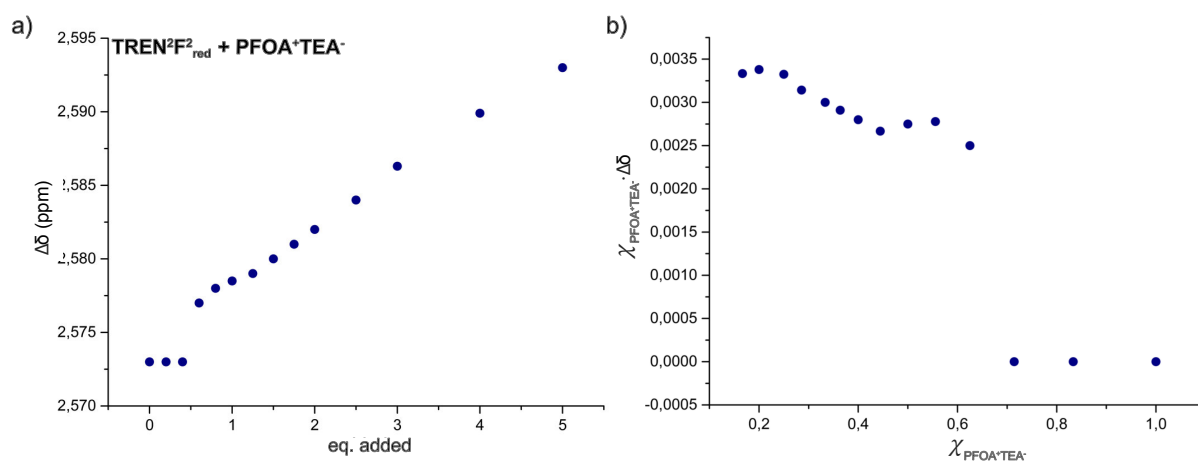 a)
TREN²F²red + PFOA⁺TEA⁻
2,595
2,590
2,585
2,580
2,575
2,570
Δδ (ppm)
0 1 2 3 4 5
eq. added
b)
0,0035
0,0030
0,0025
0,0020
0,0015
0,0010
0,0005
0,0000
-0,0005
χPFOA⁺TEA⁻·Δδ
0,2 0,4 0,6 0,8 1,0
χPFOA⁺TEA⁻